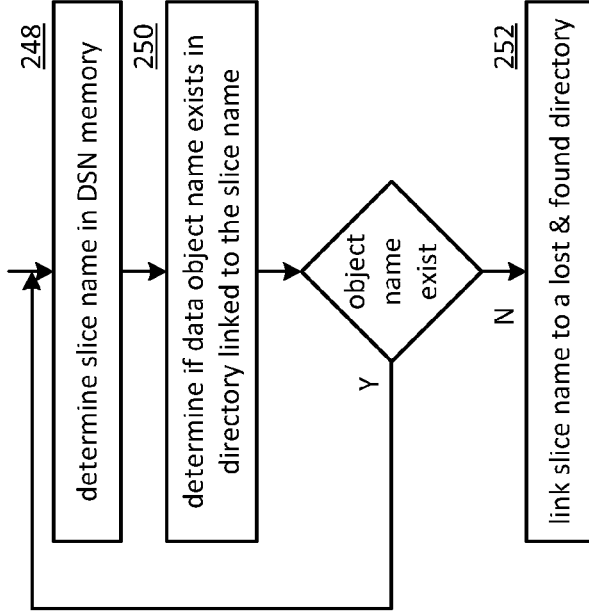 248
determine slice name in DSN memory
250
determine if data object name exists in
directory linked to the slice name
object
name
exist
Y
N
252
link slice name to a lost & found directory